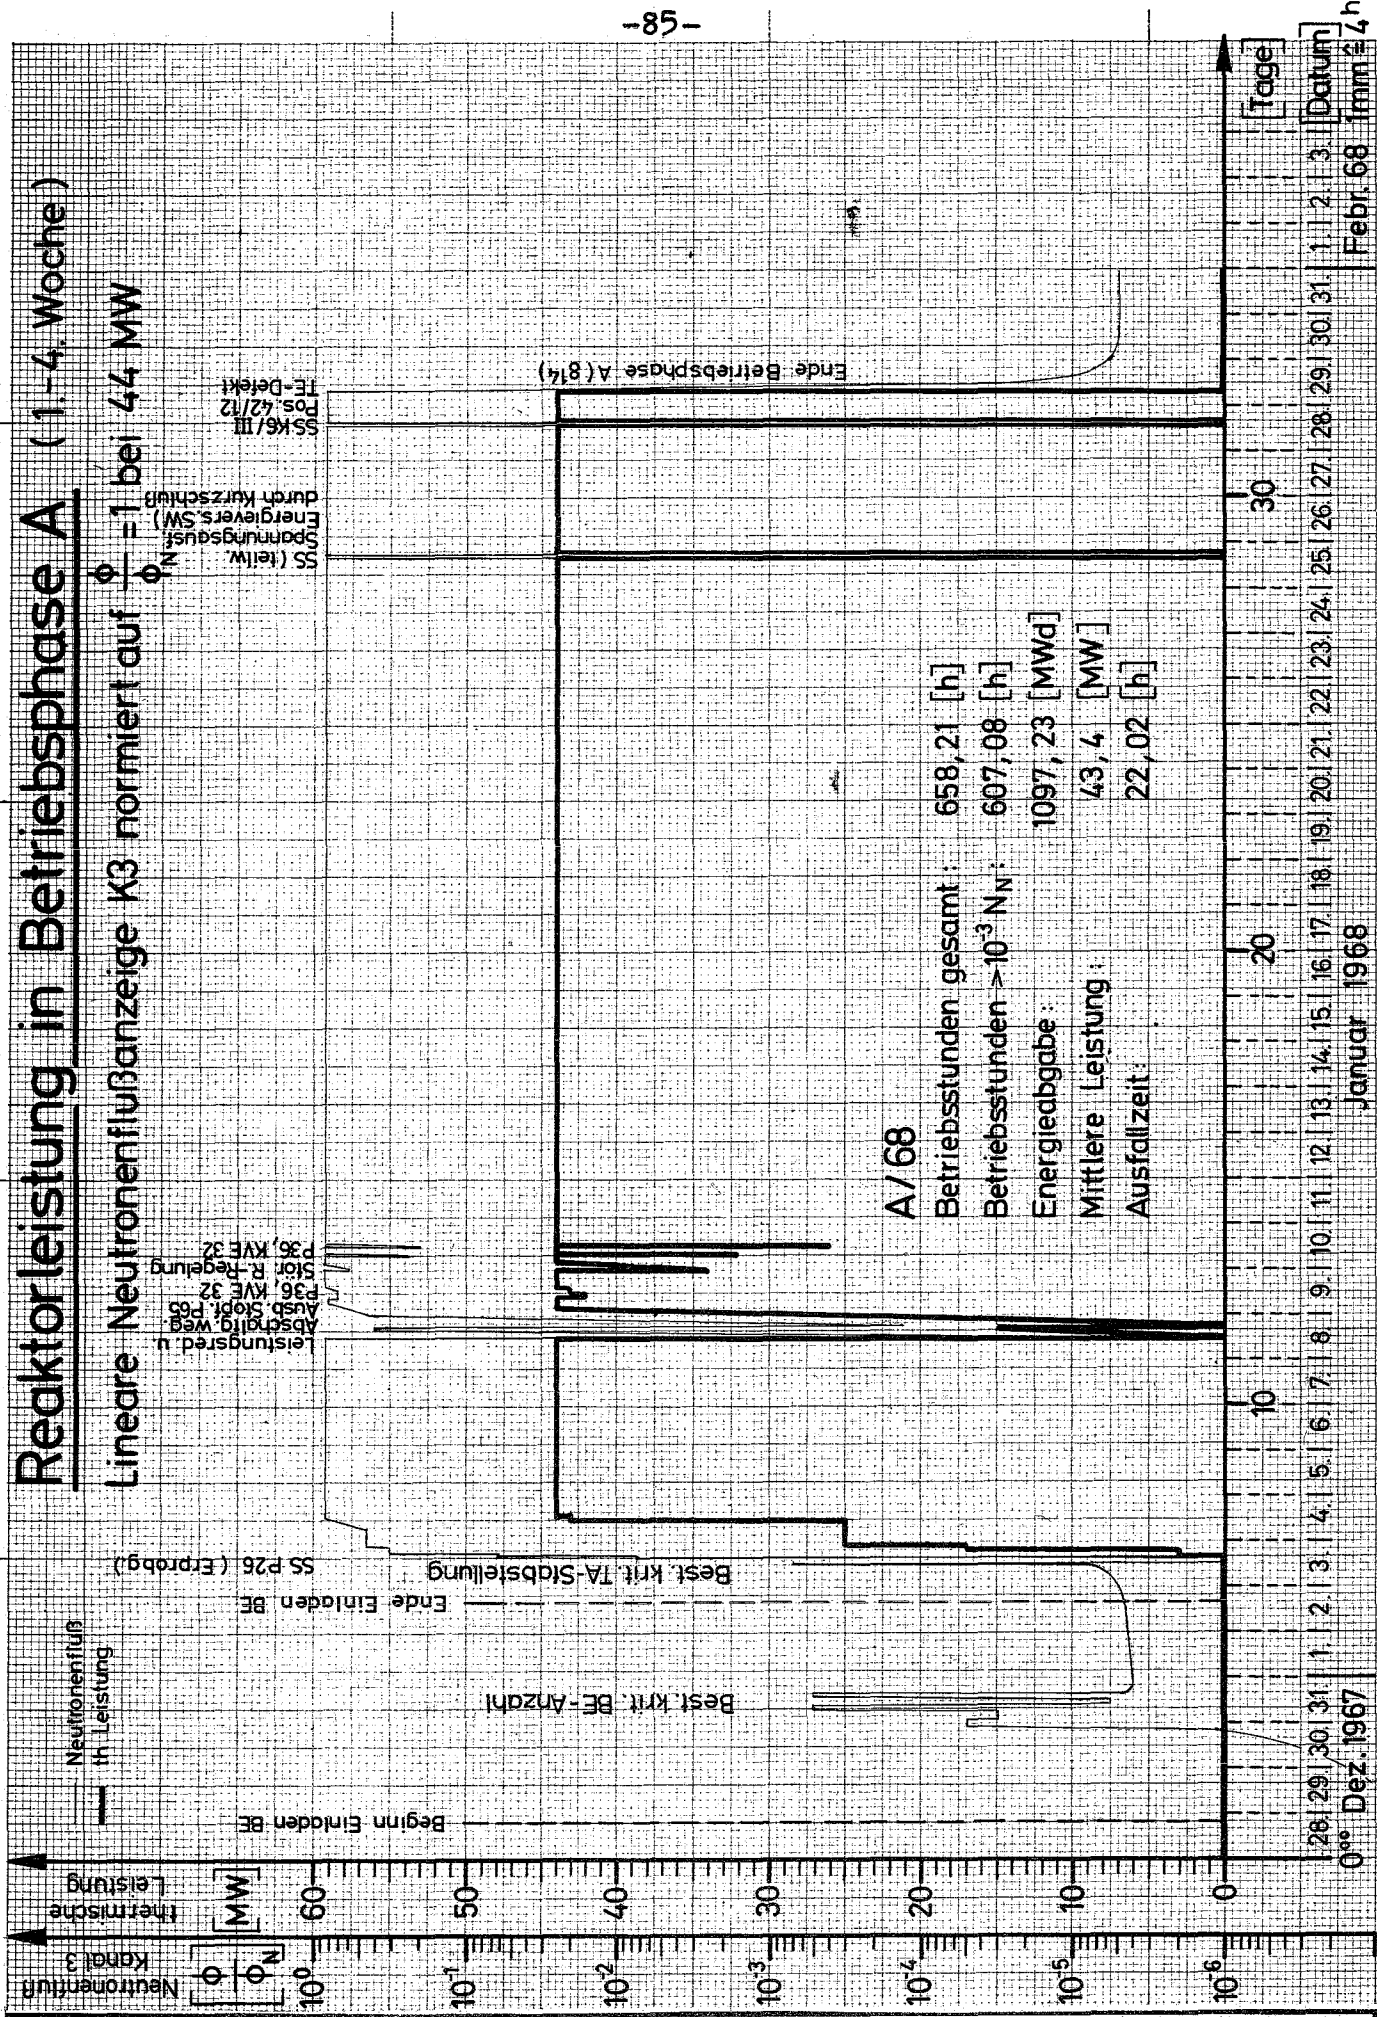 -85-
Reaktorleistung in Betriebsphase A (1.-4. Woche)
Lineare Neutronenflußanzeige K3 normiert auf Φ/ΦN =1 bei 44 MW
Neutronenfluß
th Leistung
Neutronenfluß
Kanal 3
[Φ/ΦN]
thermische
Leistung
[MW]
10⁰
10⁻¹
10⁻²
10⁻³
10⁻⁴
10⁻⁵
10⁻⁶
60
50
40
30
20
10
0
Beginn Einladen BE
Best. krit. BE-Anzahl
Ende Einladen BE
Best. krit. TA-Stabstellung
SS P26 (Erprobg.)
Leistungsred. u.
Abschaltg. weg.
Ausb. Stopf. P65
P36, KVE 32
Stör. R-Regelung
P36, KVE 32
SS (teilw.
Spannungsausf.
Energievers. SW)
durch Kurzschluß
SS K6/III
Pos. 42/12
TE-Defekt
Ende Betriebsphase A (8¹⁴)
A/68
Betriebsstunden gesamt: 658,21 [h]
Betriebsstunden >10⁻³ NN: 607,08 [h]
Energieabgabe: 1097,23 [MWd]
Mittlere Leistung: 43,4 [MW]
Ausfallzeit: 22,02 [h]
10
20
30
[Tage]
28. 29. 30. 31. 1. 2. 3. 4. 5. 6. 7. 8. 9. 10. 11. 12. 13. 14. 15. 16. 17. 18. 19. 20. 21. 22. 23. 24. 25. 26. 27. 28. 29. 30. 31. 1. 2. 3. [Datum]
0⁰⁰ Dez. 1967
Januar 1968
Febr. 68
1mm ≙ 4h